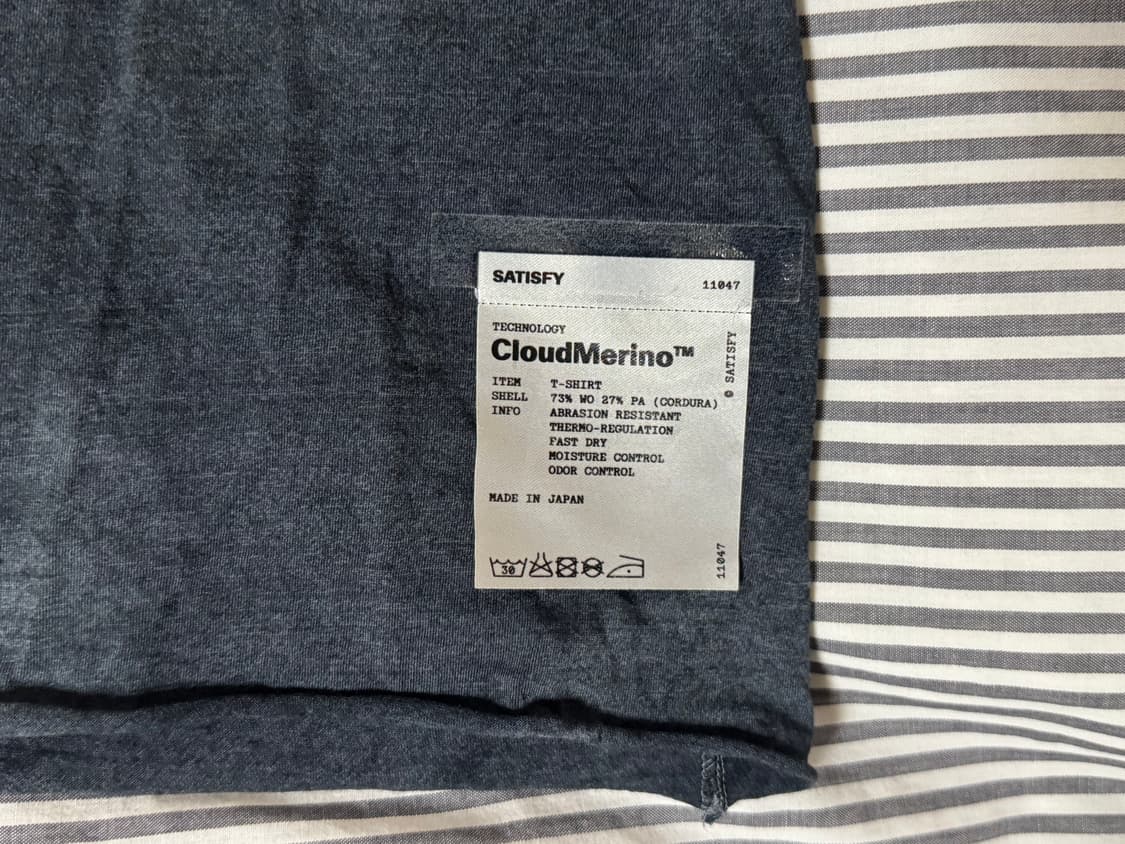 SATISFY
11047
TECHNOLOGY
CloudMerino™
ITEM T-SHIRT
SHELL 73% WO 27% PA (CORDURA)
INFO ABRASION RESISTANT
THERMO-REGULATION
FAST DRY
MOISTURE CONTROL
ODOR CONTROL
MADE IN JAPAN
30
© SATISFY
11047